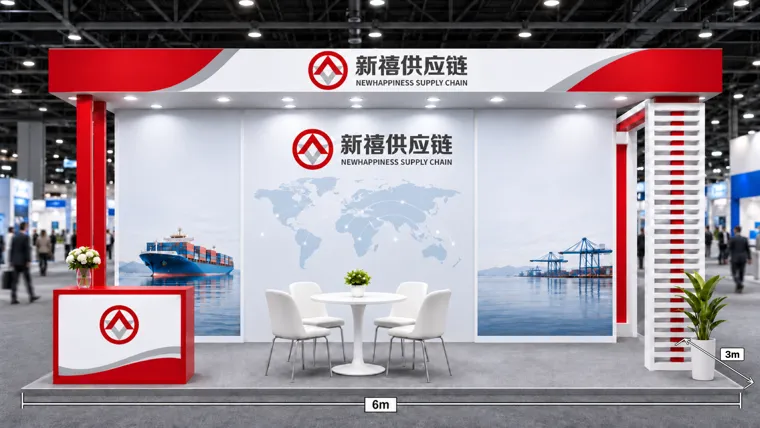 新禧供应链
NEWHAPPINESS SUPPLY CHAIN
新禧供应链
NEWHAPPINESS SUPPLY CHAIN
3m
6m